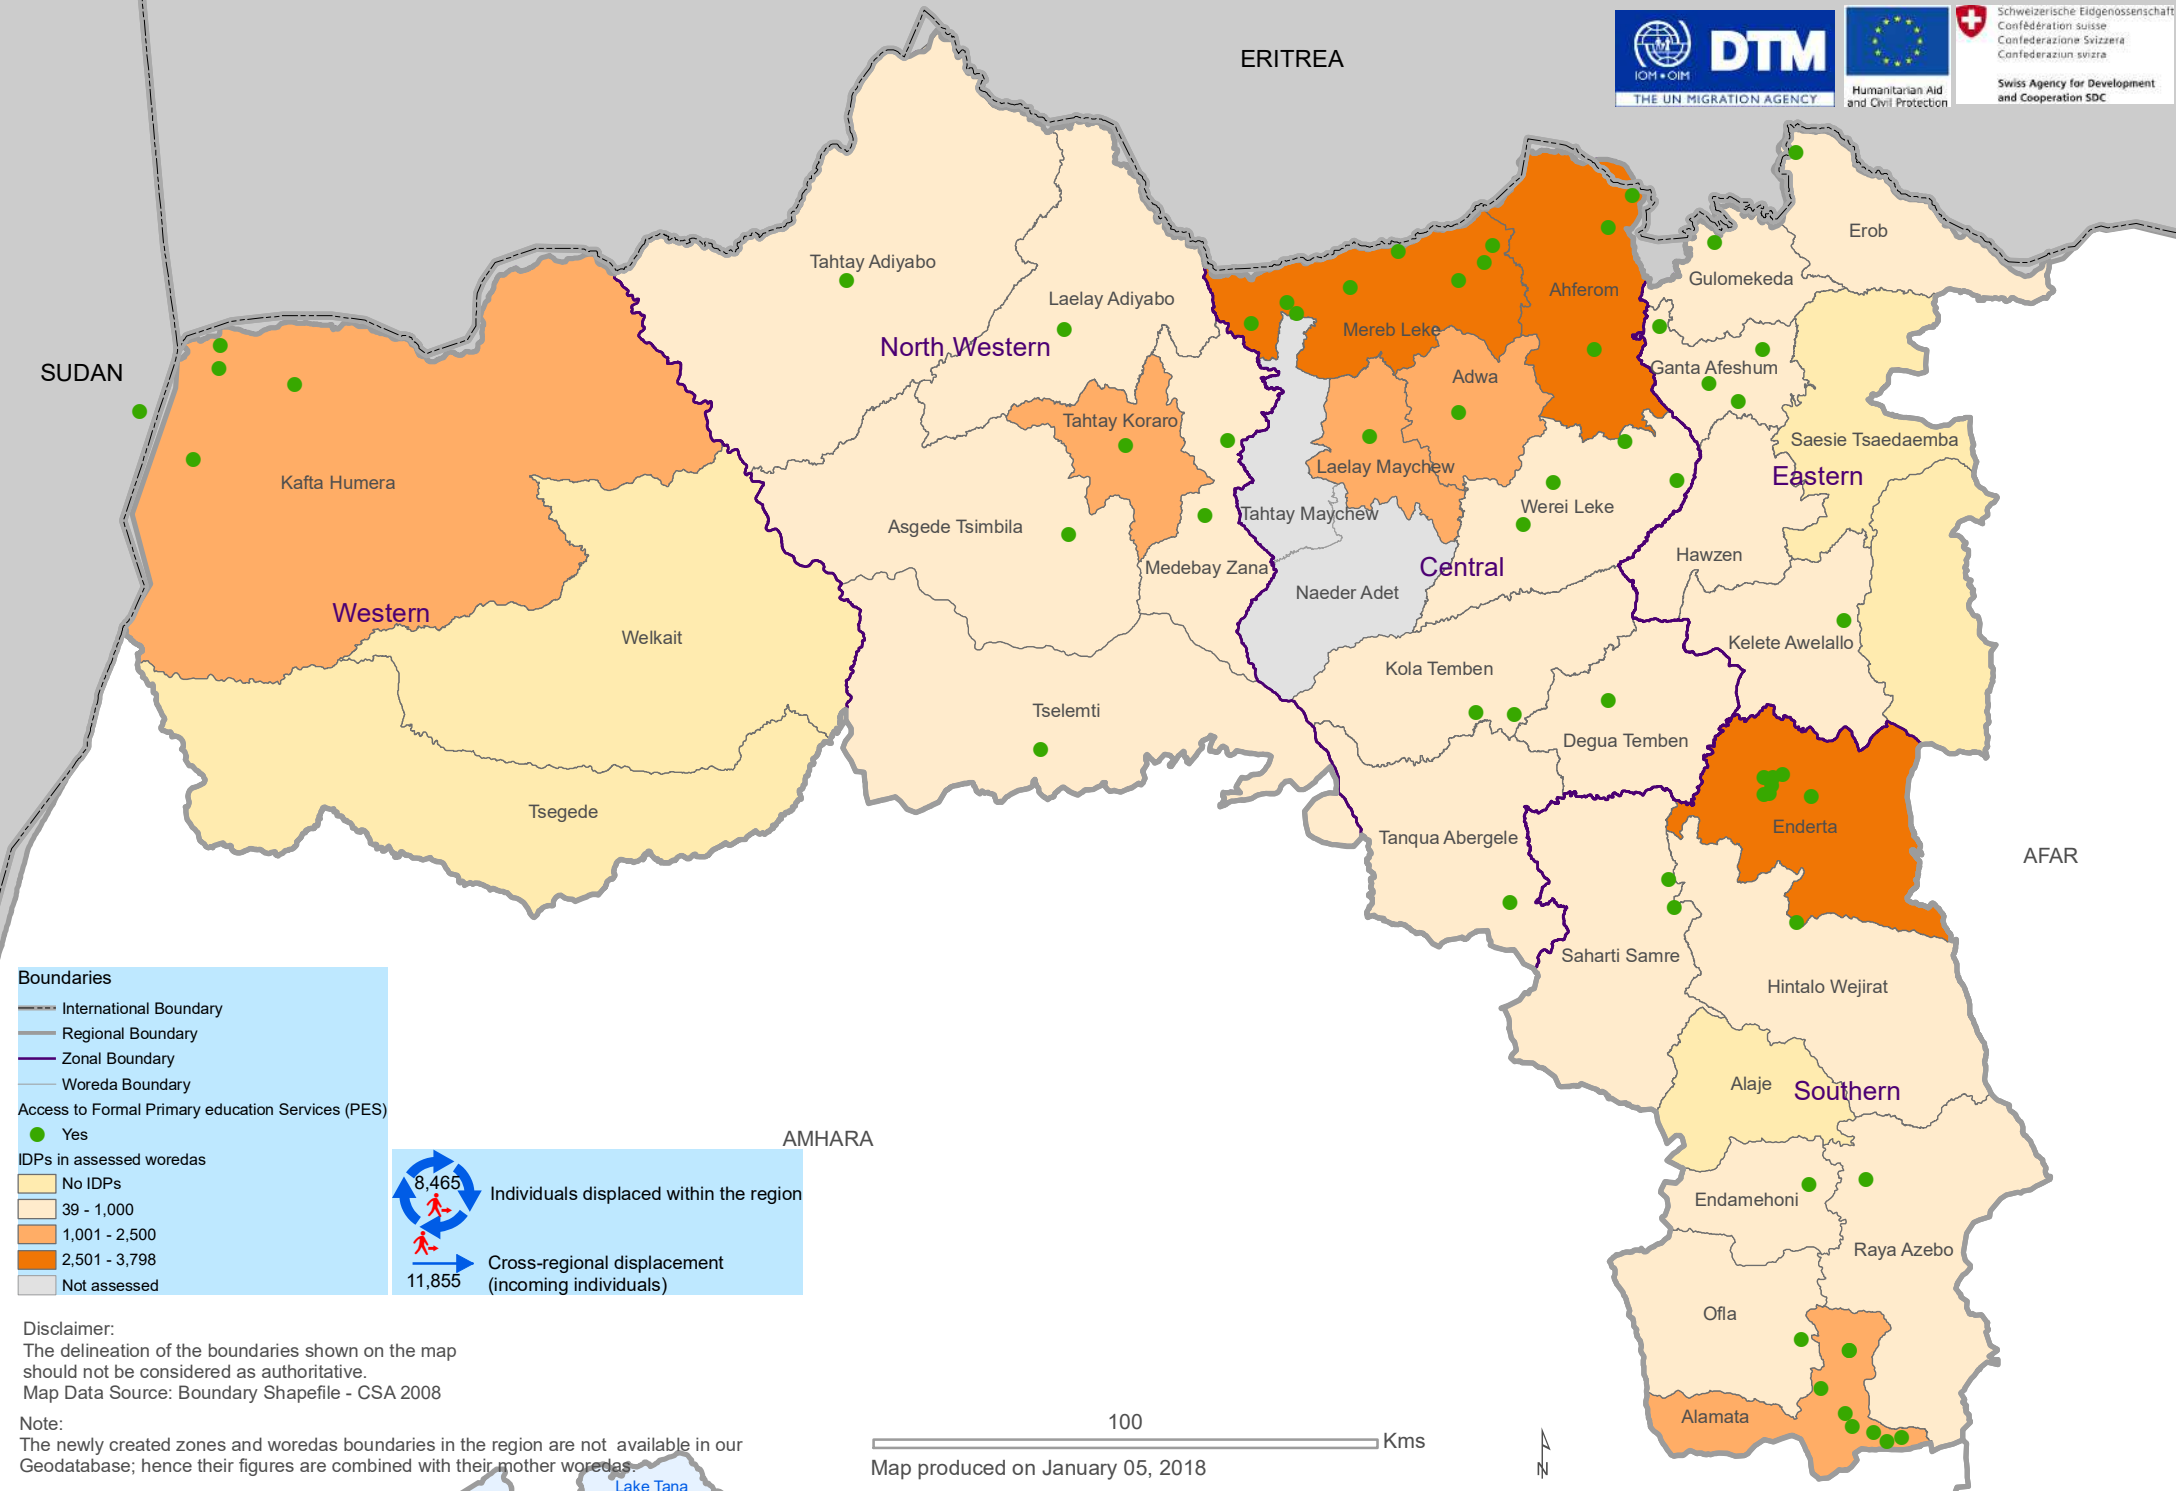 ERITREA
IOM • OIM
DTM
THE UN MIGRATION AGENCY
Humanitarian Aid
and Civil Protection
Schweizerische Eidgenossenschaft
Confédération suisse
Confederazione Svizzera
Confederaziun svizra
Swiss Agency for Development
and Cooperation SDC
SUDAN
Tahtay Adiyabo
Laelay Adiyabo
North Western
Mereb Leke
Ahferom
Erob
Gulomekeda
Ganta Afeshum
Adwa
Tahtay Koraro
Laelay Maychew
Saesie Tsaedaemba
Eastern
Kafta Humera
Asgede Tsimbila
Tahtay Maychew
Werei Leke
Medebay Zana
Central
Hawzen
Naeder Adet
Western
Welkait
Kelete Awelallo
Kola Temben
Tselemti
Degua Temben
Tsegede
Tanqua Abergele
Enderta
AFAR
Saharti Samre
Hintalo Wejirat
Alaje
Southern
AMHARA
Endamehoni
Raya Azebo
Ofla
Alamata
Boundaries
International Boundary
Regional Boundary
Zonal Boundary
Woreda Boundary
Access to Formal Primary education Services (PES)
Yes
IDPs in assessed woredas
No IDPs
39 - 1,000
1,001 - 2,500
2,501 - 3,798
Not assessed
8,465
Individuals displaced within the region
11,855
Cross-regional displacement
(incoming individuals)
Disclaimer:
The delineation of the boundaries shown on the map
should not be considered as authoritative.
Map Data Source: Boundary Shapefile - CSA 2008
Note:
The newly created zones and woredas boundaries in the region are not available in our
Geodatabase; hence their figures are combined with their mother woredas.
Lake Tana
100
Kms
Map produced on January 05, 2018
N